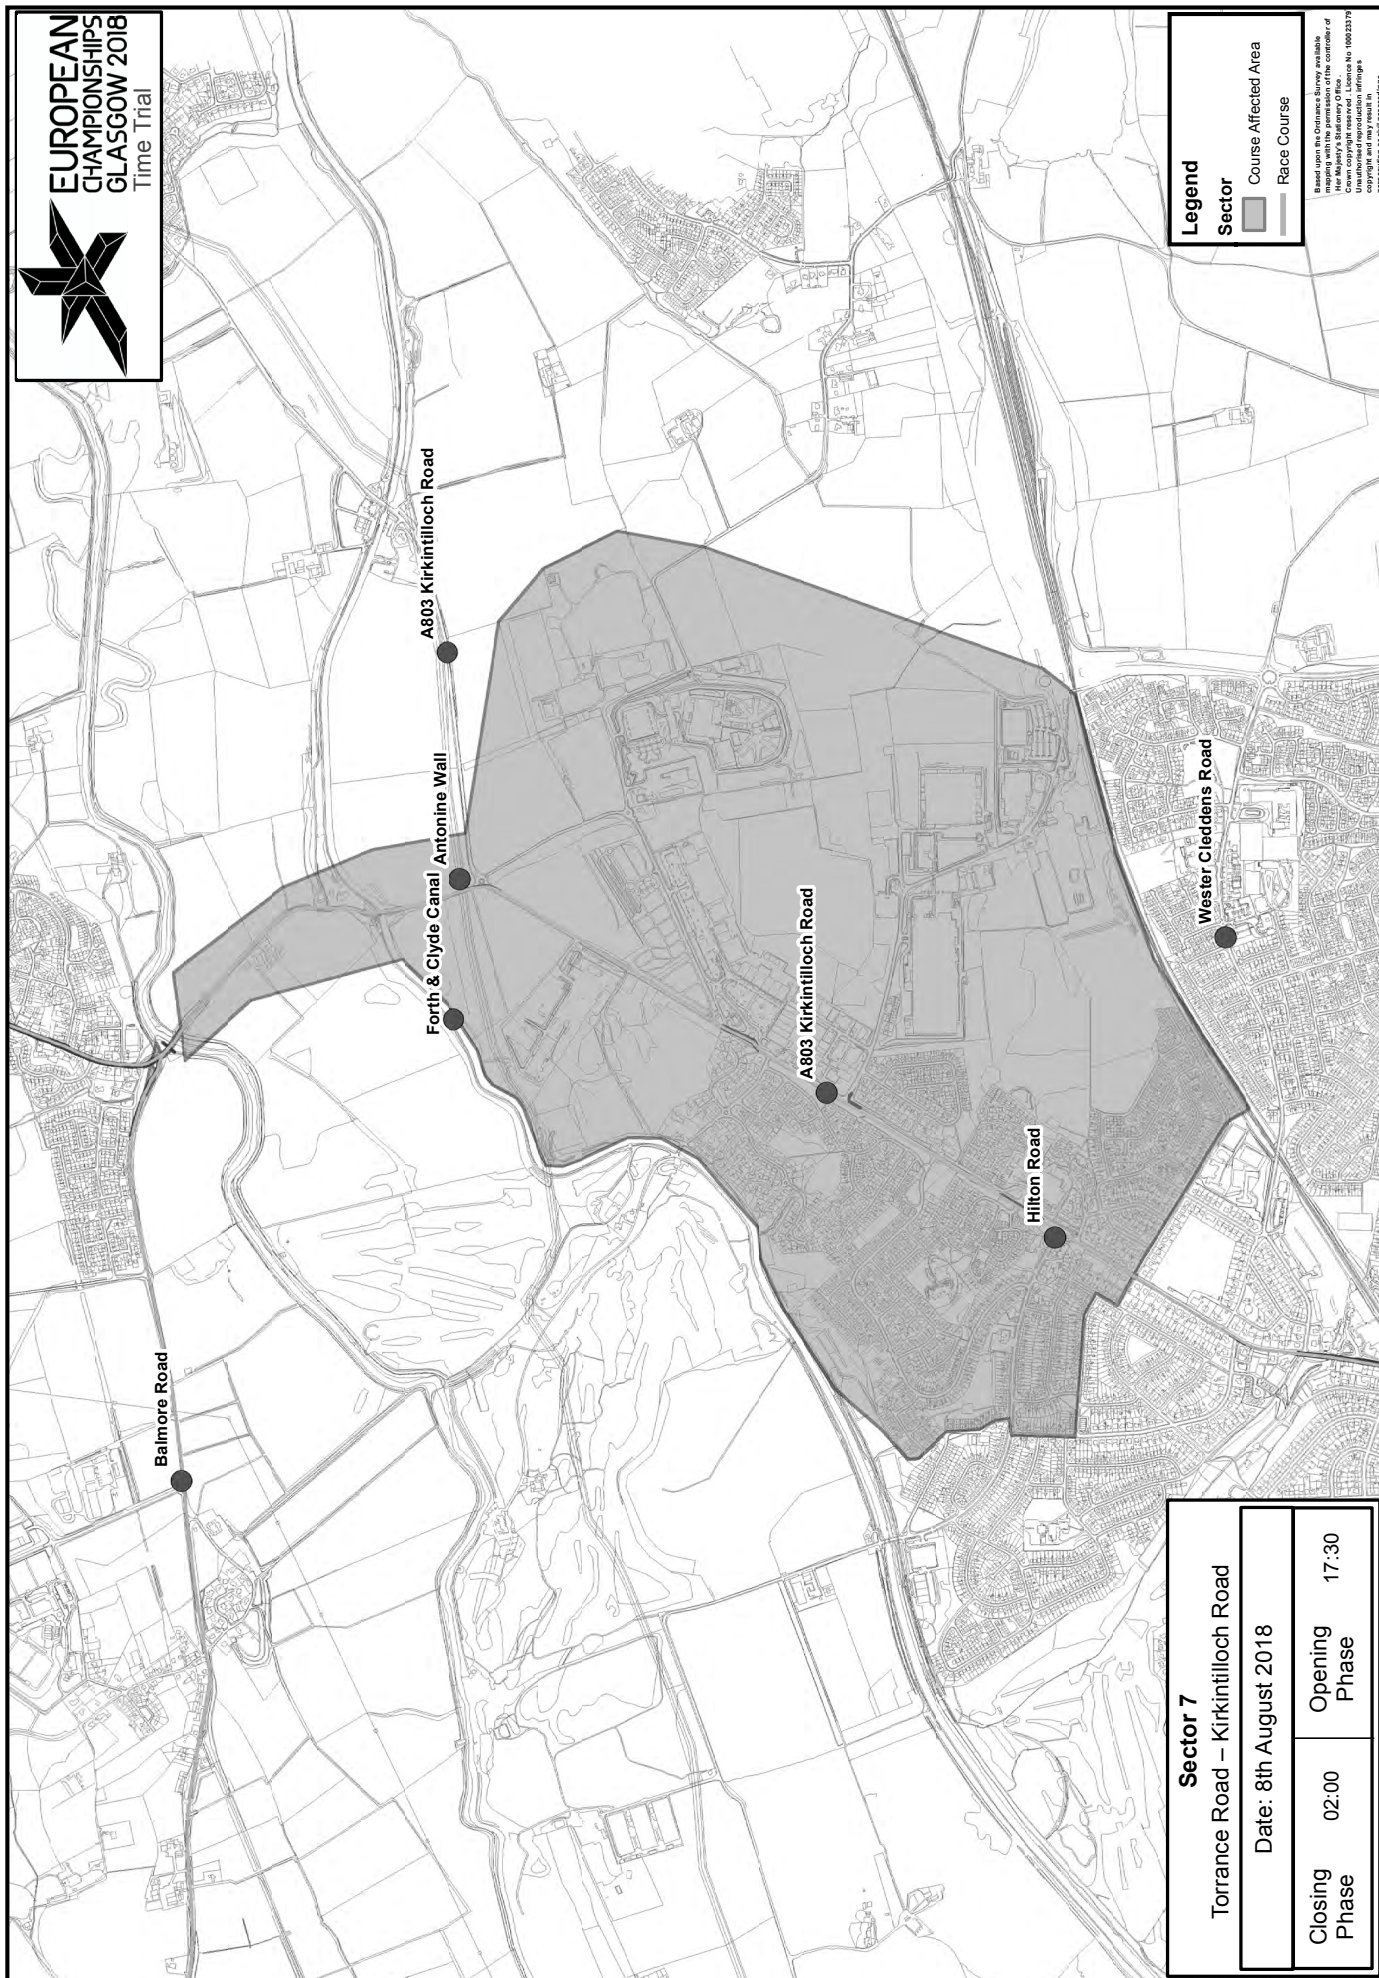 EUROPEAN
CHAMPIONSHIPS
GLASGOW 2018
Time Trial
Balmore Road
Forth & Clyde Canal
Antonine Wall
A803 Kirkintilloch Road
A803 Kirkintilloch Road
Hilton Road
Wester Cleddens Road
Sector 7
Torrance Road – Kirkintilloch Road
Date: 8th August 2018
Closing
Phase
02:00
Opening
Phase
17:30
Legend
Sector
Course Affected Area
Race Course
Based upon the Ordnance Survey available
mapping with the permission of the controller of
Her Majesty's Stationery Office.
Crown copyright reserved. Licence No 100023379
Unauthorised reproduction infringes
copyright and may result in